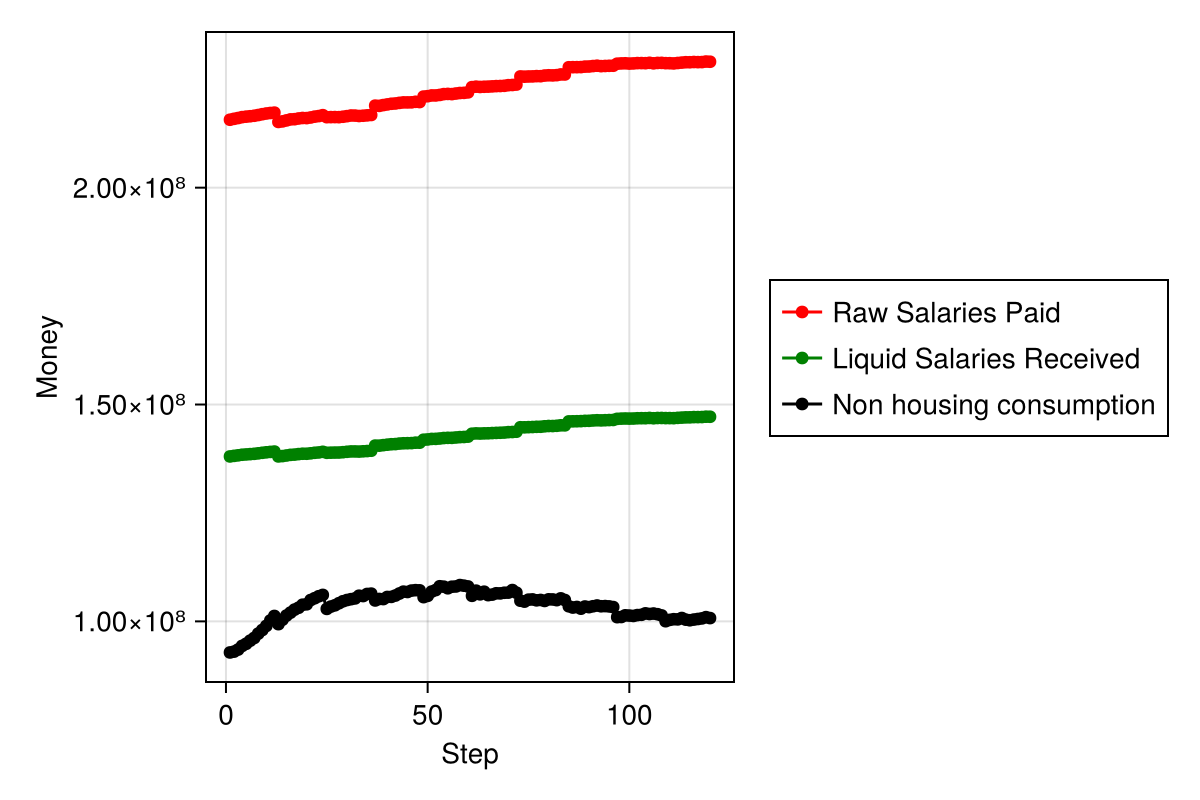 2.00×10⁸
1.50×10⁸
1.00×10⁸
Money
0 50 100
Step
Raw Salaries Paid
Liquid Salaries Received
Non housing consumption